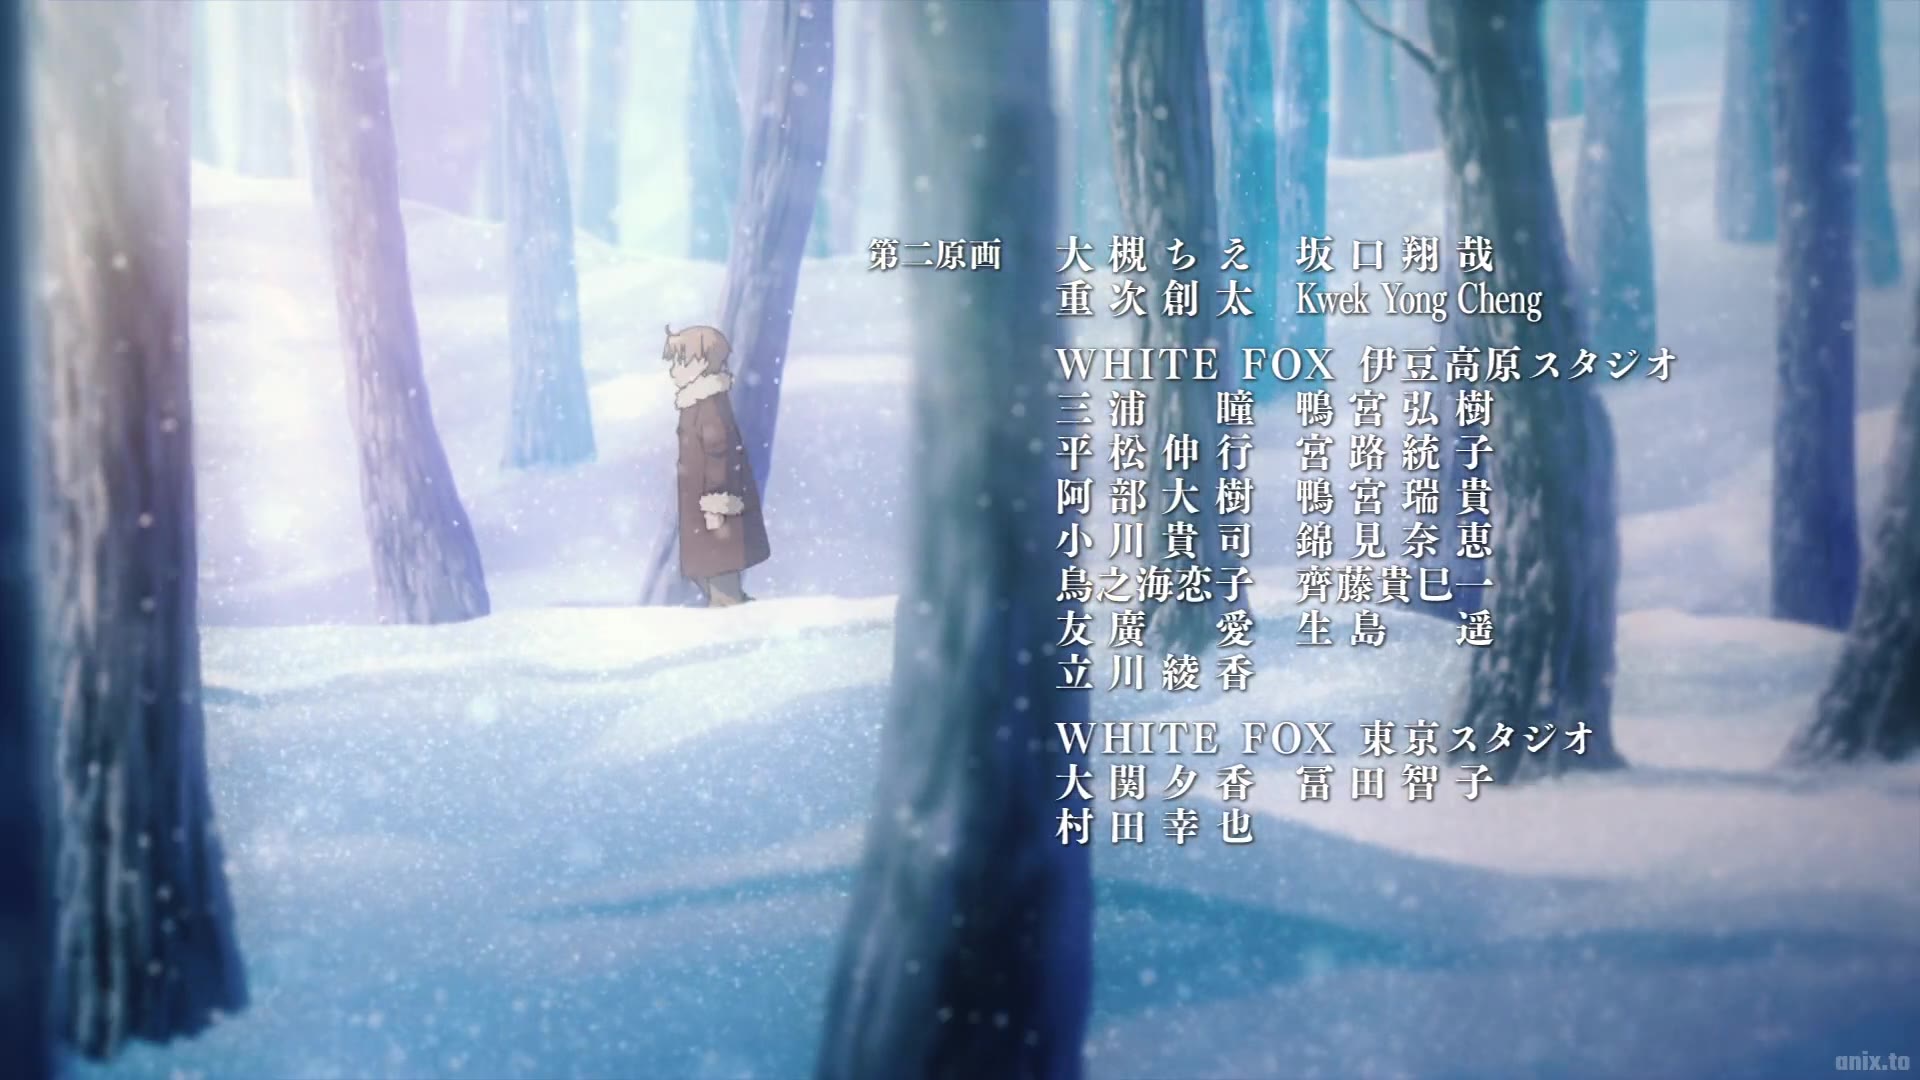 第二原画 大槻ちえ 坂口翔哉
重次創太 Kwek Yong Cheng
WHITE FOX 伊豆高原スタジオ
三浦 瞳 鴨宮弘樹
平松伸行 宮路統子
阿部大樹 鴨宮瑞貴
小川貴司 錦見奈恵
鳥之海恋子 齊藤貴巳一
友廣 愛 生島 遥
立川綾香
WHITE FOX 東京スタジオ
大関夕香 冨田智子
村田幸也
anix.to